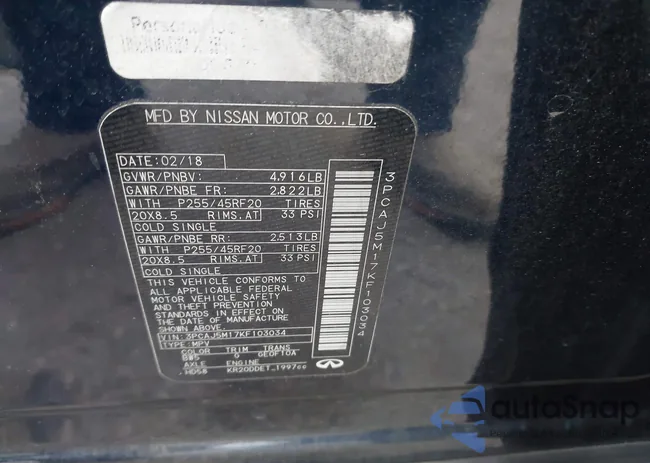 MFD BY NISSAN MOTOR CO.,LTD.
DATE: 02/18
GVWR/PNBV: 4,916LB
GAWR/PNBE FR: 2,822LB
WITH P255/45RF20 TIRES
20X8.5 RIMS.AT 33 PSI
COLD SINGLE
GAWR/PNBE RR: 2,513LB
WITH P255/45RF20 TIRES
20X8.5 RIMS.AT 33 PSI
COLD SINGLE
THIS VEHICLE CONFORMS TO
ALL APPLICABLE FEDERAL
MOTOR VEHICLE SAFETY
AND THEFT PREVENTION
STANDARDS IN EFFECT ON
THE DATE OF MANUFACTURE
SHOWN ABOVE.
VIN: 3PCAJ5M17KF103034
TYPE: MPV
COLOR TRIM TRANS
BW5 G GEOF10A
AXLE ENGINE
HD58 KR20DDET 1997cc
3PCAJ5M17KF103034
INFINITI
autoSnap